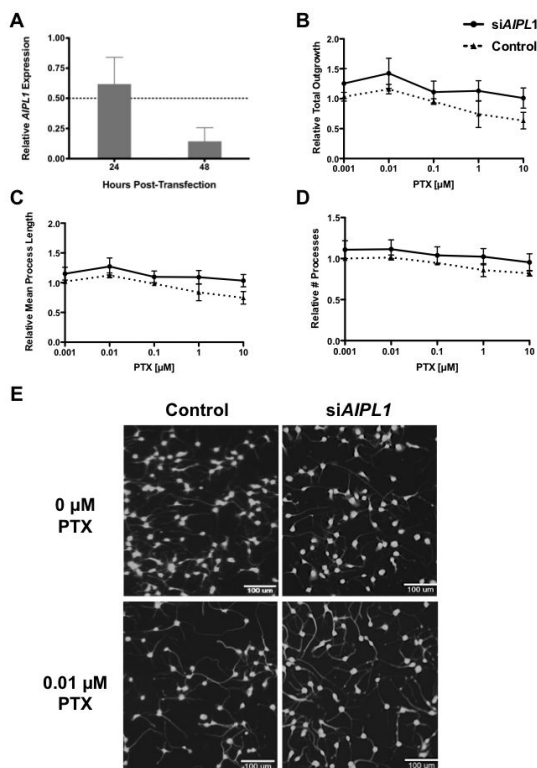 A
Relative AIPL1 Expression
1.00
0.75
0.50
0.25
0.00
24
48
Hours Post-Transfection
B
siAIPL1
Control
Relative Total Outgrowth
2.0
1.5
1.0
0.5
0.0
0.001
0.01
0.1
1
10
PTX [µM]
C
Relative Mean Process Length
2.0
1.5
1.0
0.5
0.0
0.001
0.01
0.1
1
10
PTX [µM]
D
Relative # Processes
1.5
1.0
0.5
0.0
0.001
0.01
0.1
1
10
PTX [µM]
E
Control
siAIPL1
0 µM
PTX
100 um
100 um
0.01 µM
PTX
100 um
100 um